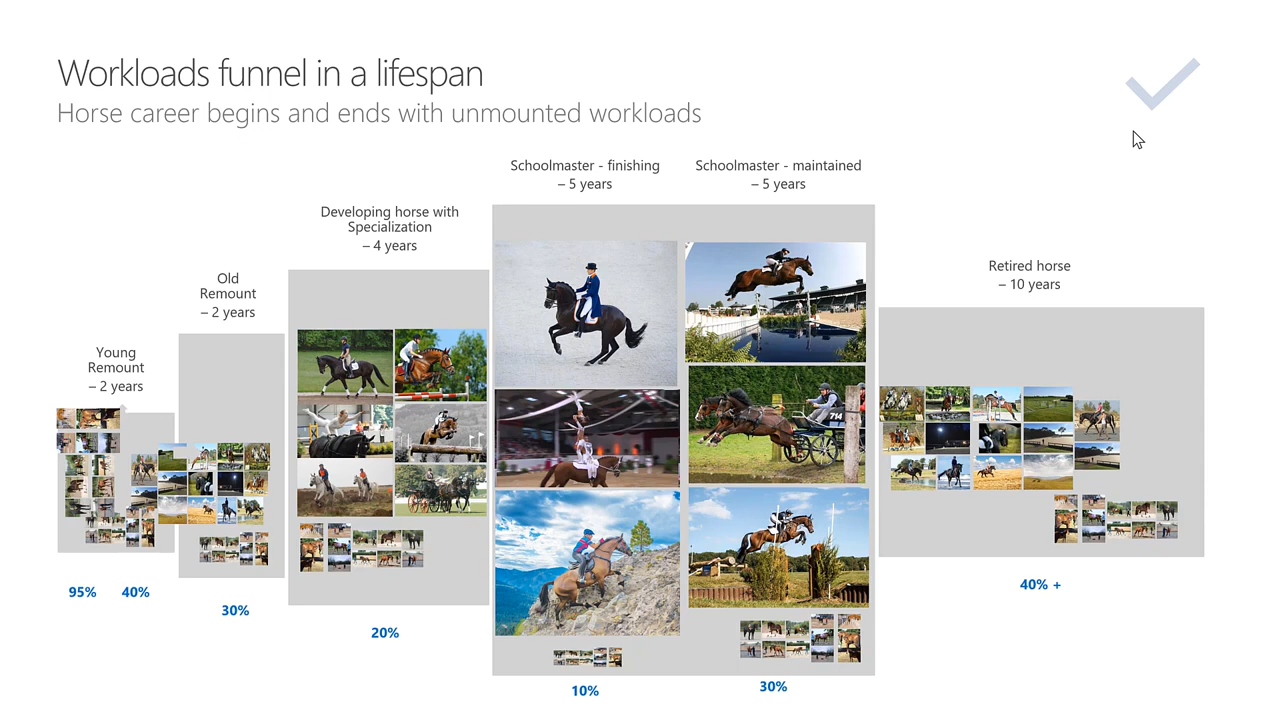 Workloads funnel in a lifespan
Horse career begins and ends with unmounted workloads
Young
Remount
– 2 years
Old
Remount
– 2 years
Developing horse with
Specialization
– 4 years
Schoolmaster - finishing
– 5 years
Schoolmaster - maintained
– 5 years
Retired horse
– 10 years
714
95%
40%
30%
20%
10%
30%
40% +